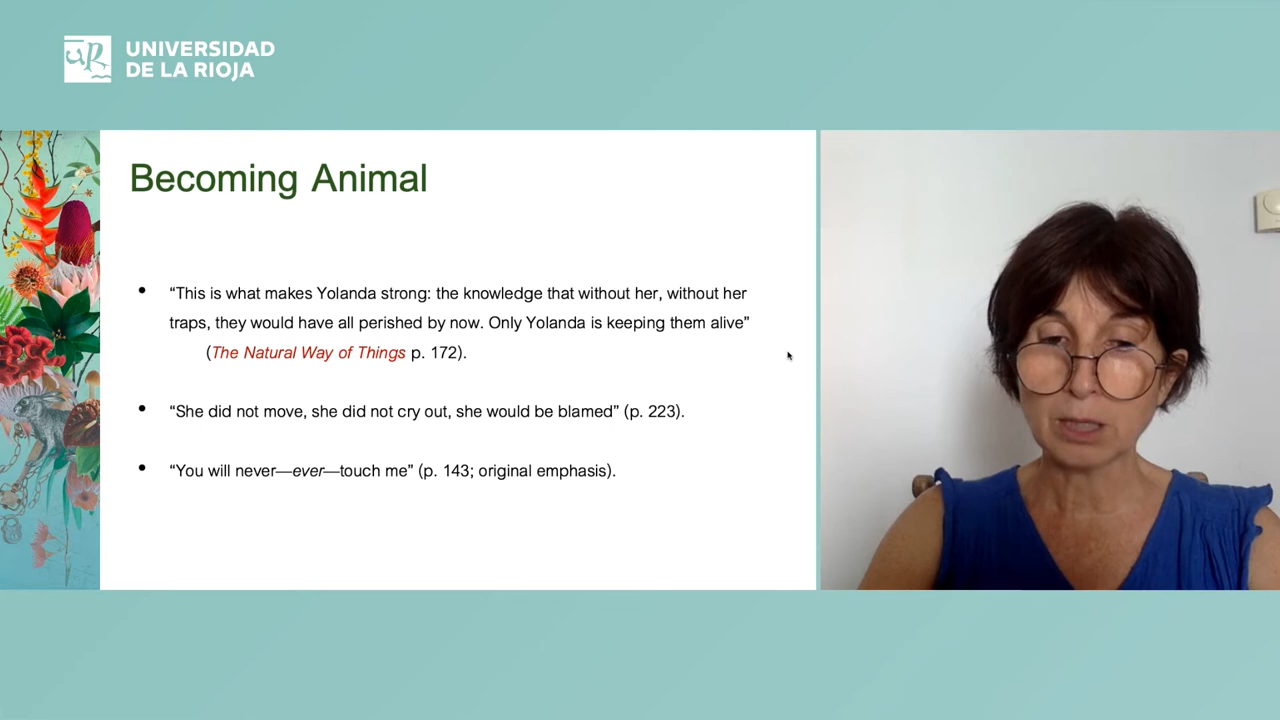 UNIVERSIDAD
DE LA RIOJA
Becoming Animal
• “This is what makes Yolanda strong: the knowledge that without her, without her
traps, they would have all perished by now. Only Yolanda is keeping them alive”
(The Natural Way of Things p. 172).
• “She did not move, she did not cry out, she would be blamed” (p. 223).
• “You will never—ever—touch me” (p. 143; original emphasis).